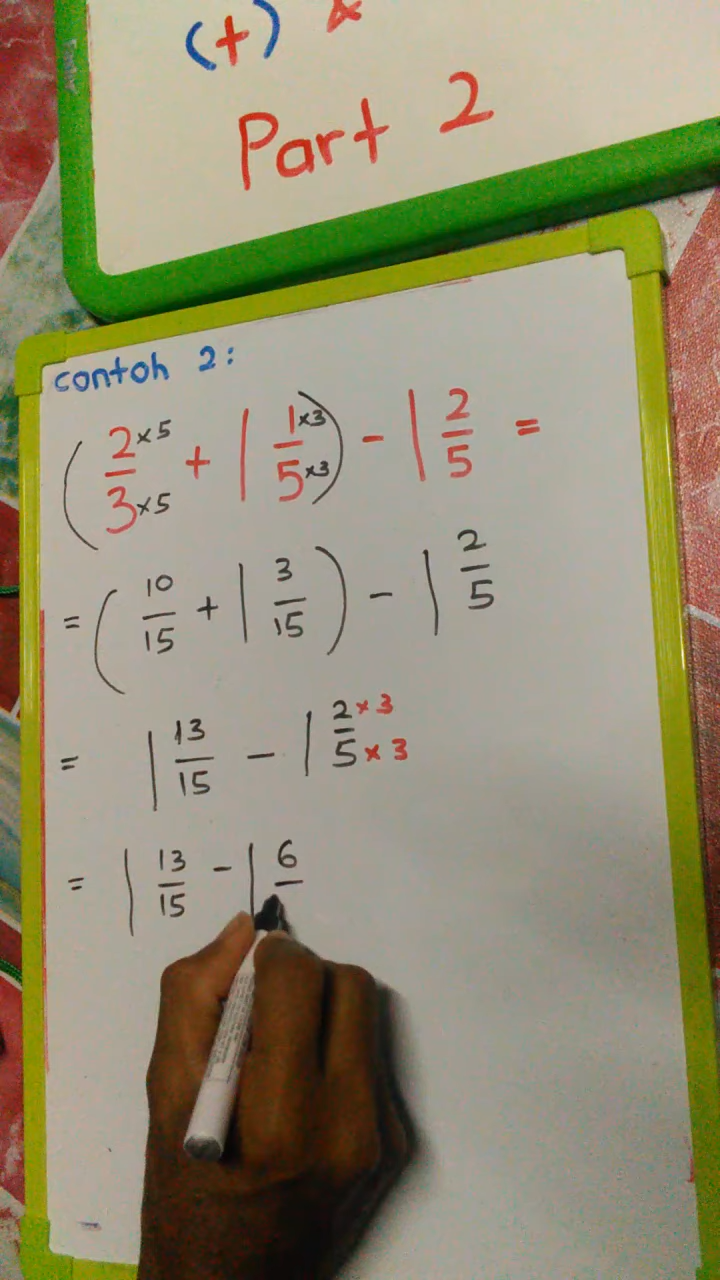 (+) &
Part 2
contoh 2:
(2/3 ×5 ×5 + 1 1/5 ×3 ×3) - 1 2/5 =
= (10/15 + 1 3/15) - 1 2/5
= 1 13/15 - 1 2/5 ×3 ×3
= 1 13/15 - 1 6/